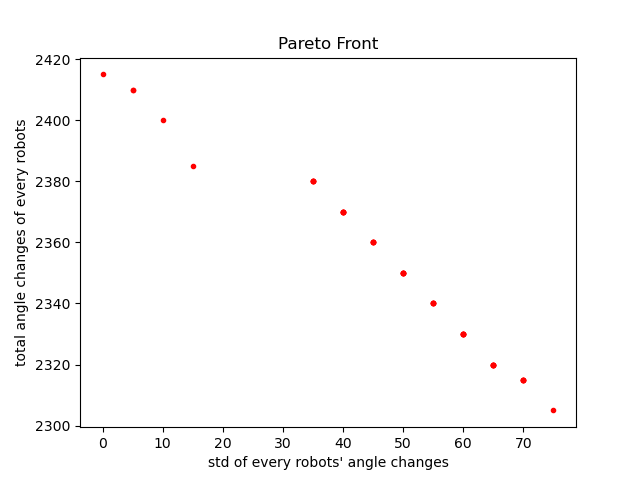 Pareto Front
total angle changes of every robots
2420
2400
2380
2360
2340
2320
2300
0 10 20 30 40 50 60 70
std of every robots' angle changes